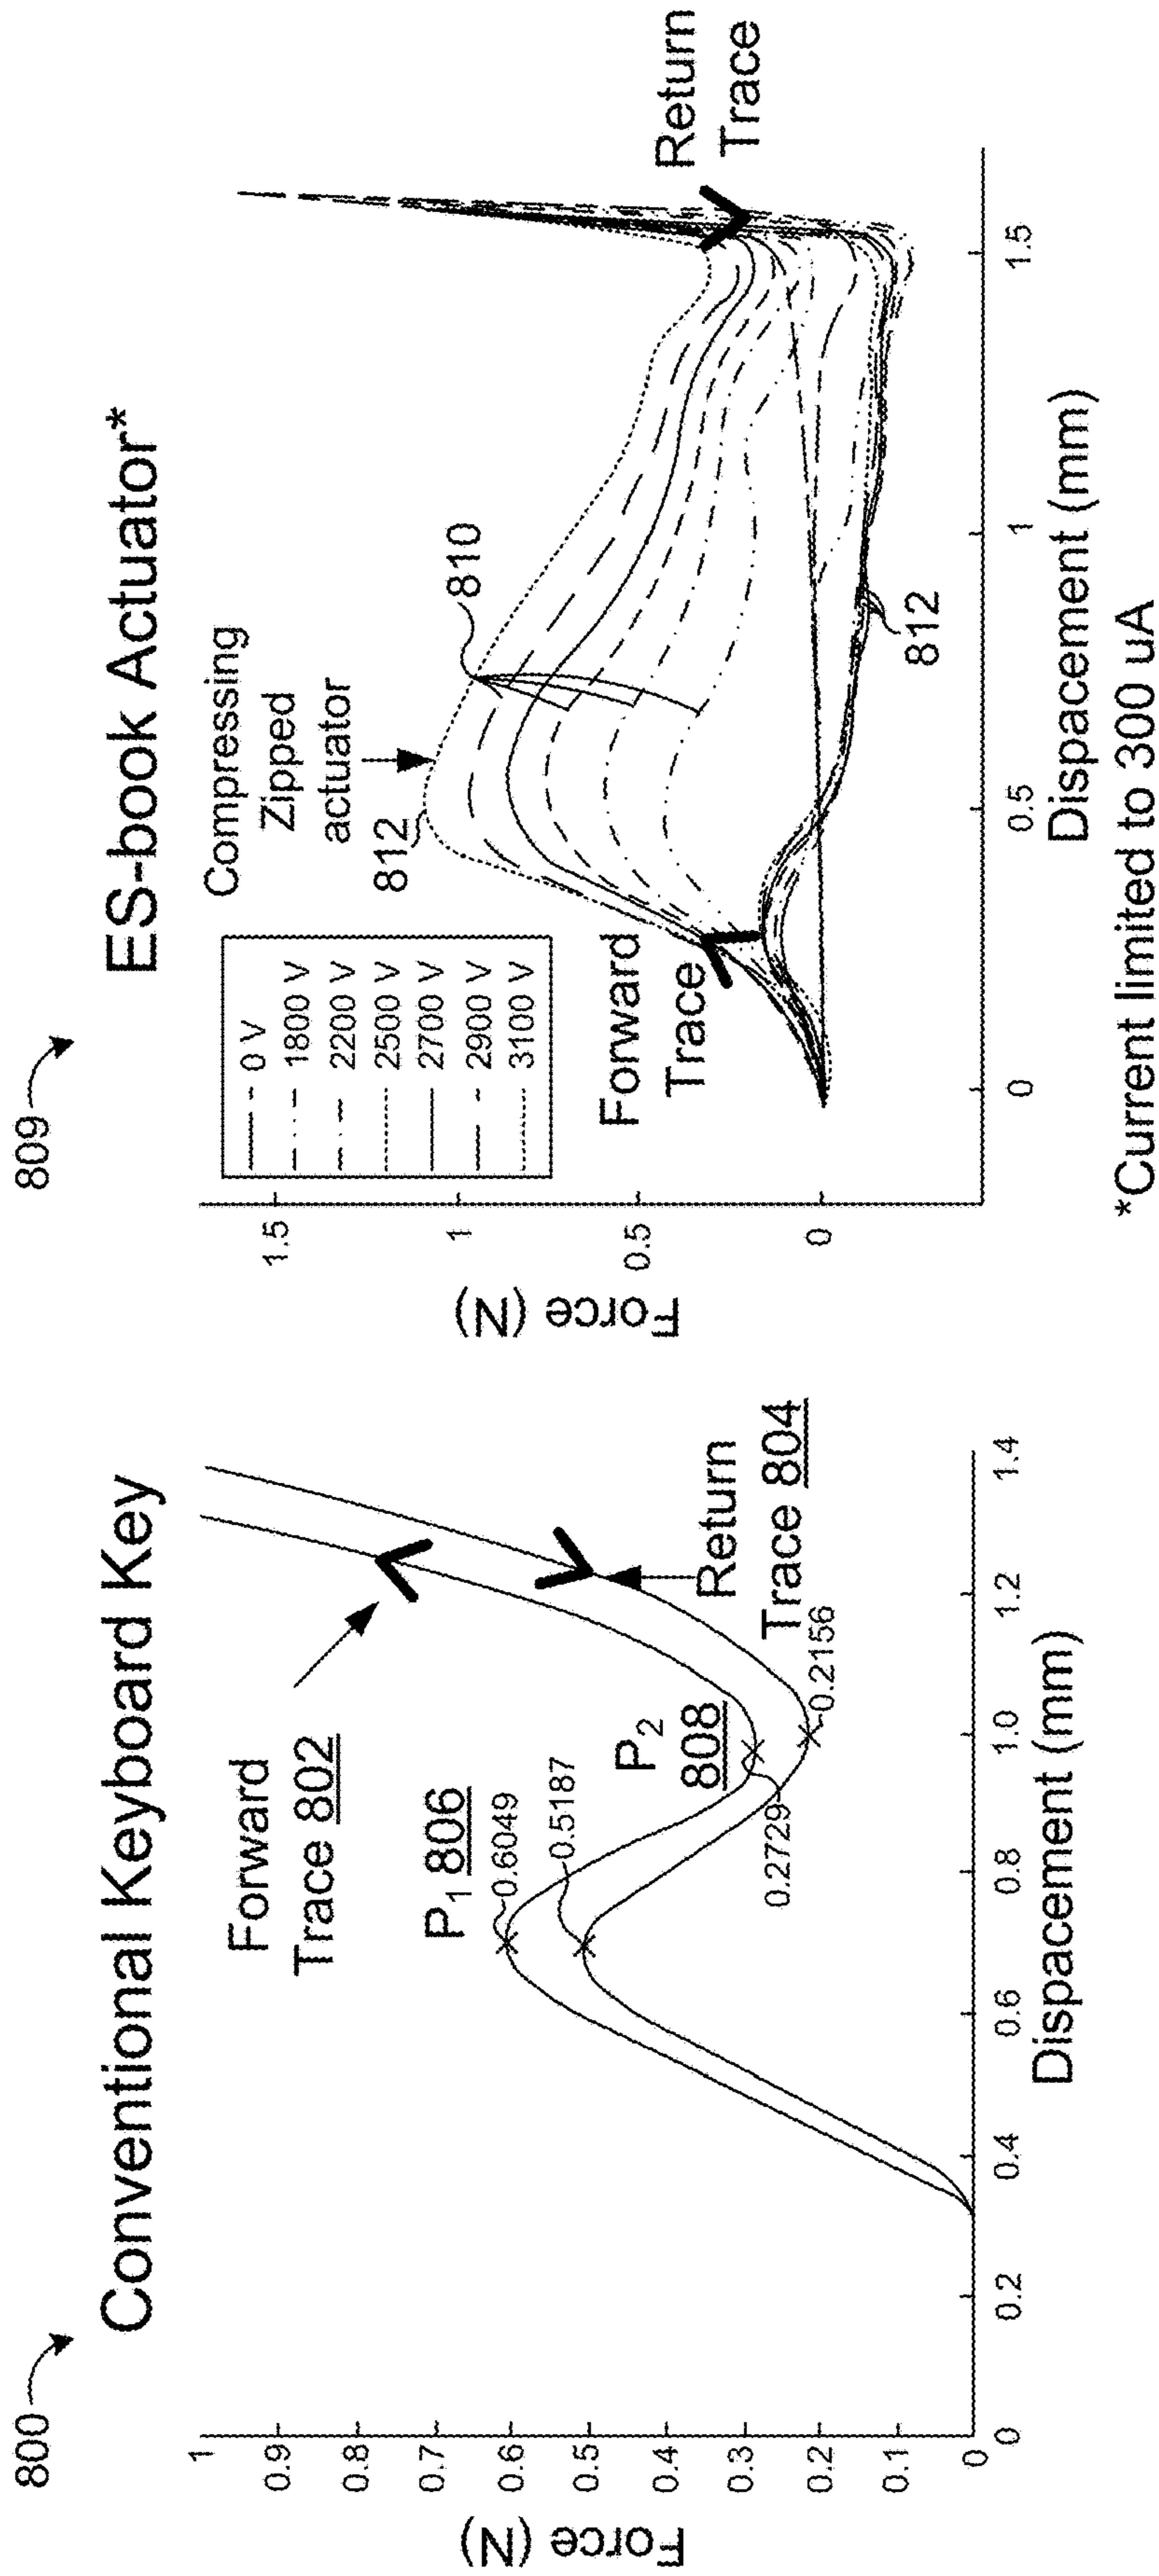 800
Conventional Keyboard Key
Force (N)
1
0.9
0.8
0.7
0.6
0.5
0.4
0.3
0.2
0.1
0
Forward
Trace 802
P1 806
0.6049
0.5187
P2
808
0.2729
0.2156
Return
Trace 804
0
0.2
0.4
0.6
0.8
1.0
1.2
1.4
Dispacement (mm)
809
ES-book Actuator*
Force (N)
1.5
1
0.5
0
0 V
1800 V
2200 V
2500 V
2700 V
2900 V
3100 V
Compressing
Zipped
actuator
812
810
Forward
Trace
Return
Trace
812
0
0.5
1
1.5
Dispacement (mm)
*Current limited to 300 uA